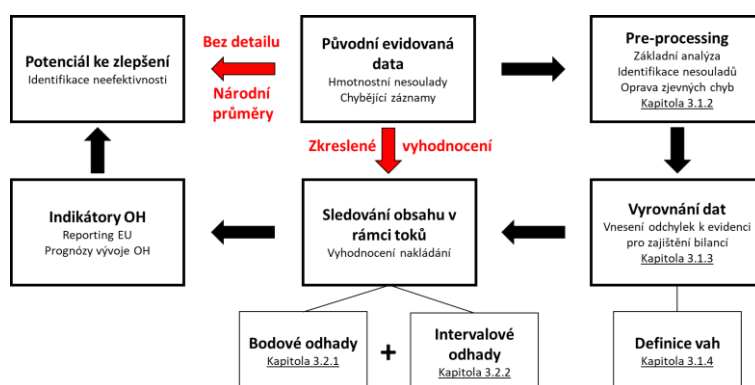 Potenciál ke zlepšení
Identifikace neefektivnosti
Bez detailu
Národní
průměry
Původní evidovaná
data
Hmotnostní nesoulady
Chybějící záznamy
Pre-processing
Základní analýza
Identifikace nesouladů
Oprava zjevných chyb
Kapitola 3.1.2
Zkreslené vyhodnocení
Indikátory OH
Reporting EU
Prognózy vývoje OH
Sledování obsahu v
rámci toků
Vyhodnocení nakládání
Vyrovnání dat
Vnesení odchylek k evidenci
pro zajištění bilancí
Kapitola 3.1.3
Bodové odhady
Kapitola 3.2.1
+
Intervalové
odhady
Kapitola 3.2.2
Definice vah
Kapitola 3.1.4